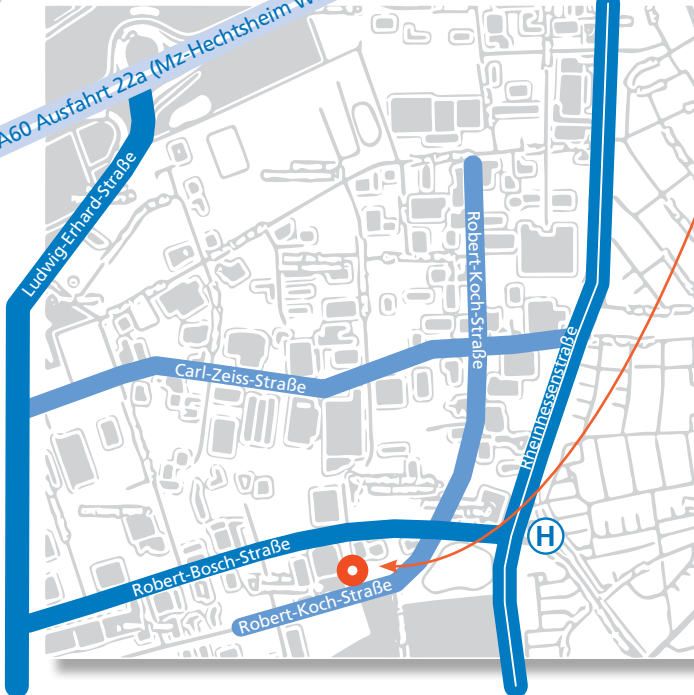 A60 Ausfahrt 22a (Mz-Hechtsheim W
Ludwig-Erhard-Straße
Robert-Koch-Straße
Rheinhessenstraße
Carl-Zeiss-Straße
H
Robert-Bosch-Straße
Robert-Koch-Straße